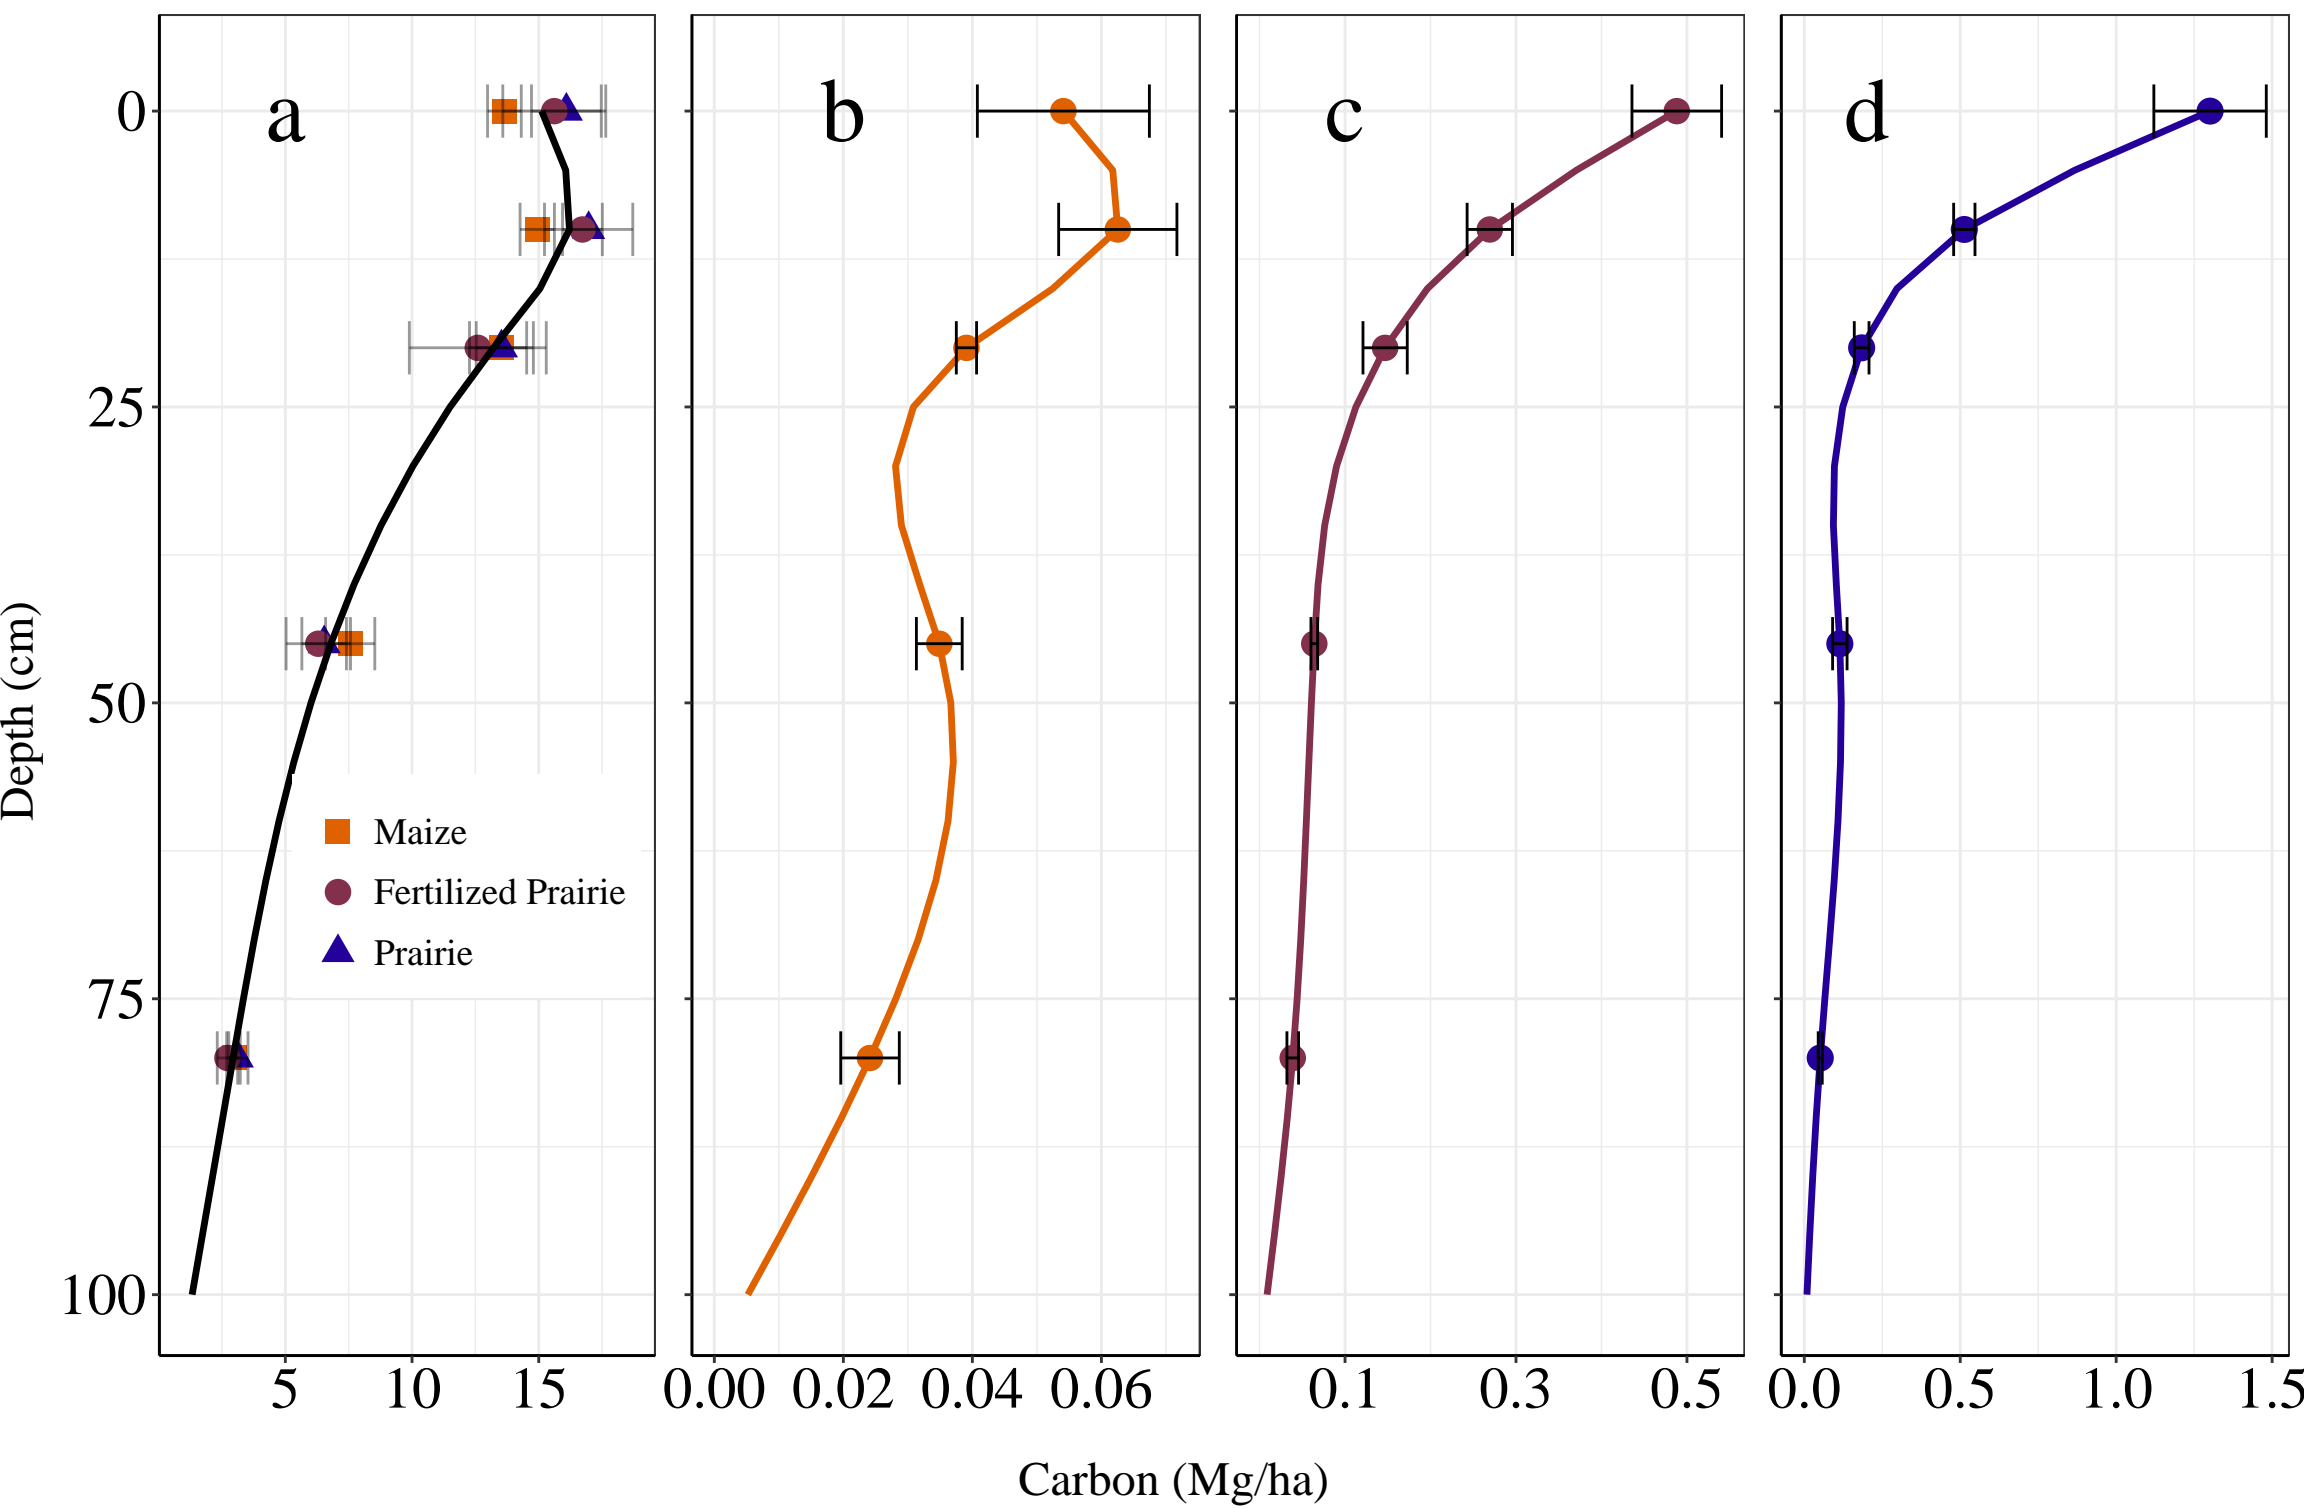 a
b
c
d
0
25
50
75
100
Depth (cm)
Maize
Fertilized Prairie
Prairie
5 10 15
0.00 0.02 0.04 0.06
0.1 0.3 0.5
0.0 0.5 1.0 1.5
Carbon (Mg/ha)